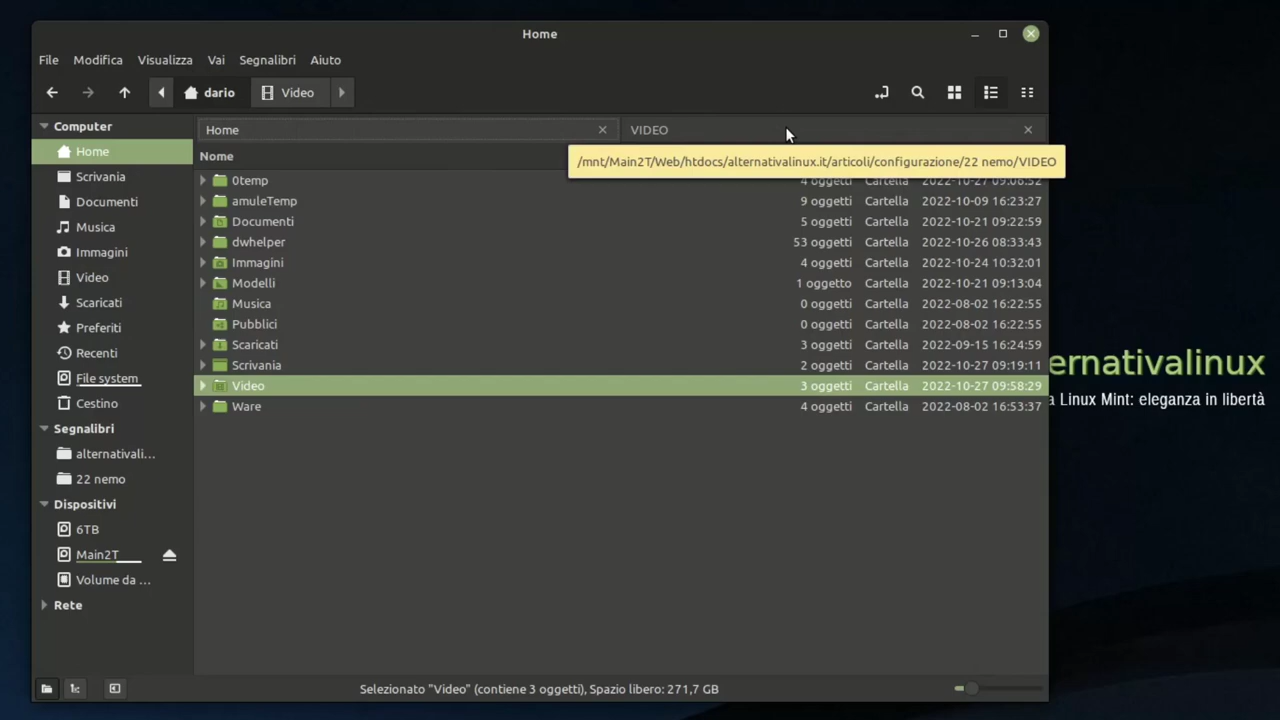 Home
File Modifica Visualizza Vai Segnalibri Aiuto
dario Video
Computer
Home
Scrivania
Documenti
Musica
Immagini
Video
Scaricati
Preferiti
Recenti
File system
Cestino
Segnalibri
alternativali...
22 nemo
Dispositivi
6TB
Main2T
Volume da ...
Rete
Home VIDEO
Nome
/mnt/Main2T/Web/htdocs/alternativalinux.it/articoli/configurazione/22 nemo/VIDEO
0temp 4 oggetti Cartella 2022-10-27 09:06:52
amuleTemp 9 oggetti Cartella 2022-10-09 16:23:27
Documenti 5 oggetti Cartella 2022-10-21 09:22:59
dwhelper 53 oggetti Cartella 2022-10-26 08:33:43
Immagini 4 oggetti Cartella 2022-10-24 10:32:01
Modelli 1 oggetto Cartella 2022-10-21 09:13:04
Musica 0 oggetti Cartella 2022-08-02 16:22:55
Pubblici 0 oggetti Cartella 2022-08-02 16:22:55
Scaricati 3 oggetti Cartella 2022-09-15 16:24:59
Scrivania 2 oggetti Cartella 2022-10-27 09:19:11
Video 3 oggetti Cartella 2022-10-27 09:58:29
Ware 4 oggetti Cartella 2022-08-02 16:53:37
Selezionato "Video" (contiene 3 oggetti), Spazio libero: 271,7 GB
ernativalinux
a Linux Mint: eleganza in libertà